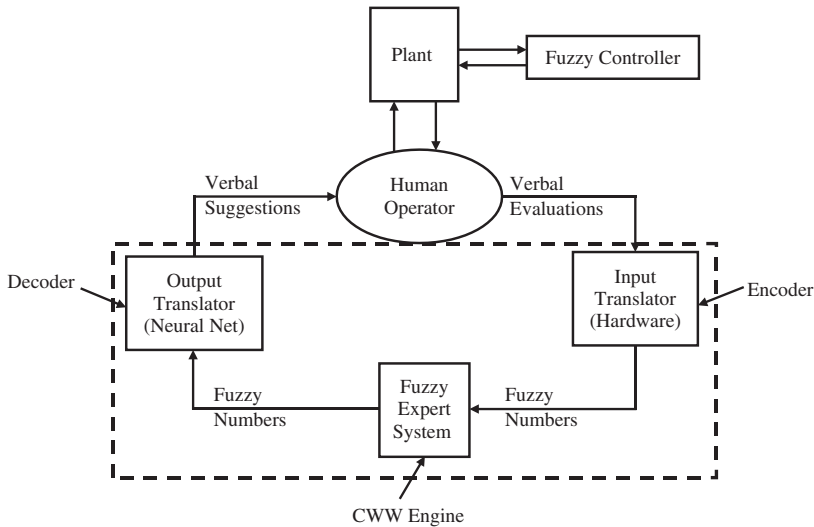 Plant
Fuzzy Controller
Human
Operator
Verbal
Suggestions
Verbal
Evaluations
Decoder
Output
Translator
(Neural Net)
Input
Translator
(Hardware)
Encoder
Fuzzy
Numbers
Fuzzy
Expert
System
Fuzzy
Numbers
CWW Engine